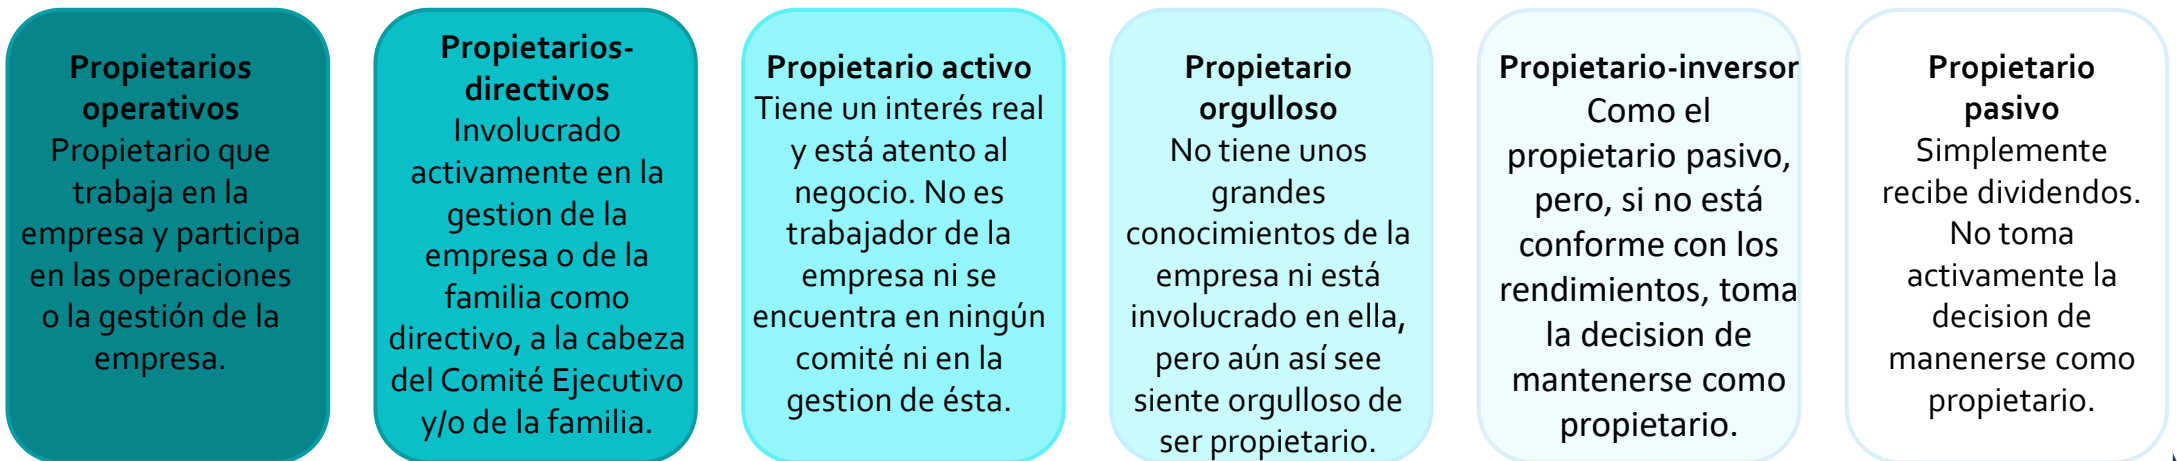 Propietarios
operativos
Propietario que
trabaja en la
empresa y participa
en las operaciones
o la gestión de la
empresa.
Propietarios-
directivos
Involucrado
activamente en la
gestion de la
empresa o de la
familia como
directivo, a la cabeza
del Comité Ejecutivo
y/o de la familia.
Propietario activo
Tiene un interés real
y está atento al
negocio. No es
trabajador de la
empresa ni se
encuentra en ningún
comité ni en la
gestion de ésta.
Propietario
orgulloso
No tiene unos
grandes
conocimientos de la
empresa ni está
involucrado en ella,
pero aún así see
siente orgulloso de
ser propietario.
Propietario-inversor
Como el
propietario pasivo,
pero, si no está
conforme con los
rendimientos, toma
la decision de
mantenerse como
propietario.
Propietario
pasivo
Simplemente
recibe dividendos.
No toma
activamente la
decision de
manenerse como
propietario.